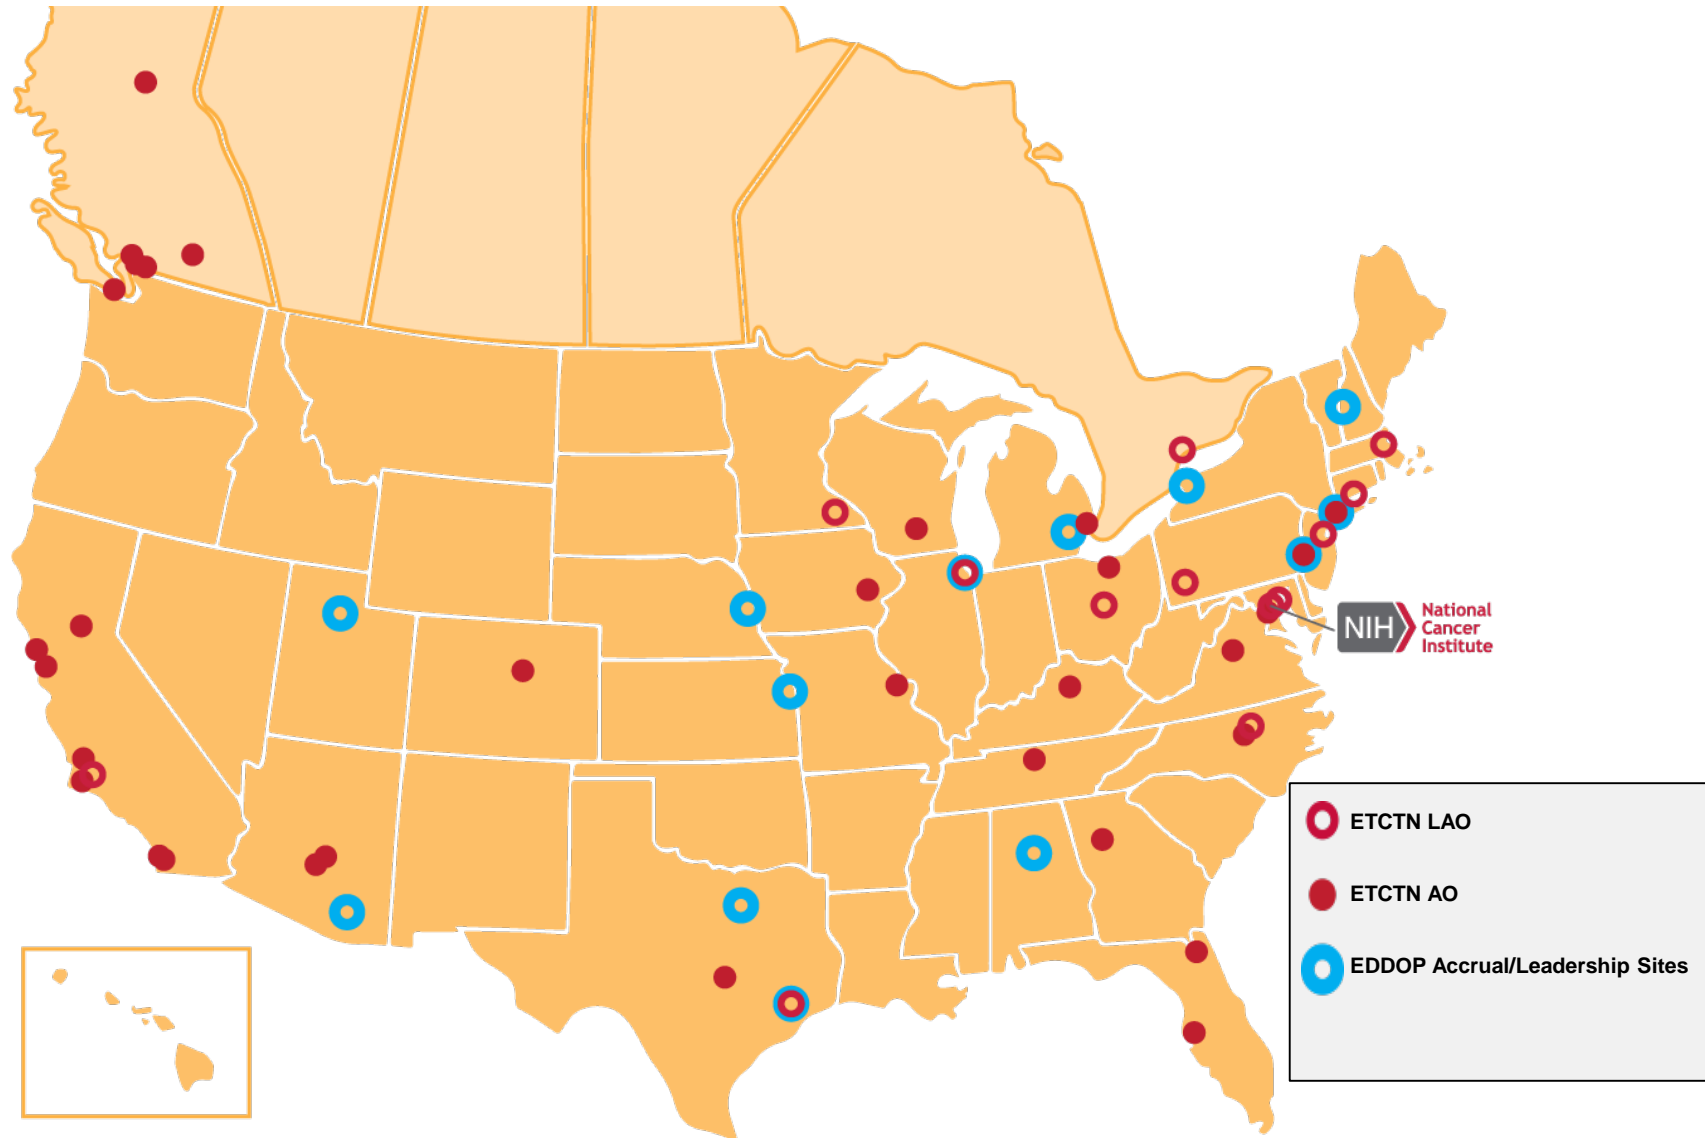 NIH
National
Cancer
Institute
ETCTN LAO
ETCTN AO
EDDOP Accrual/Leadership Sites